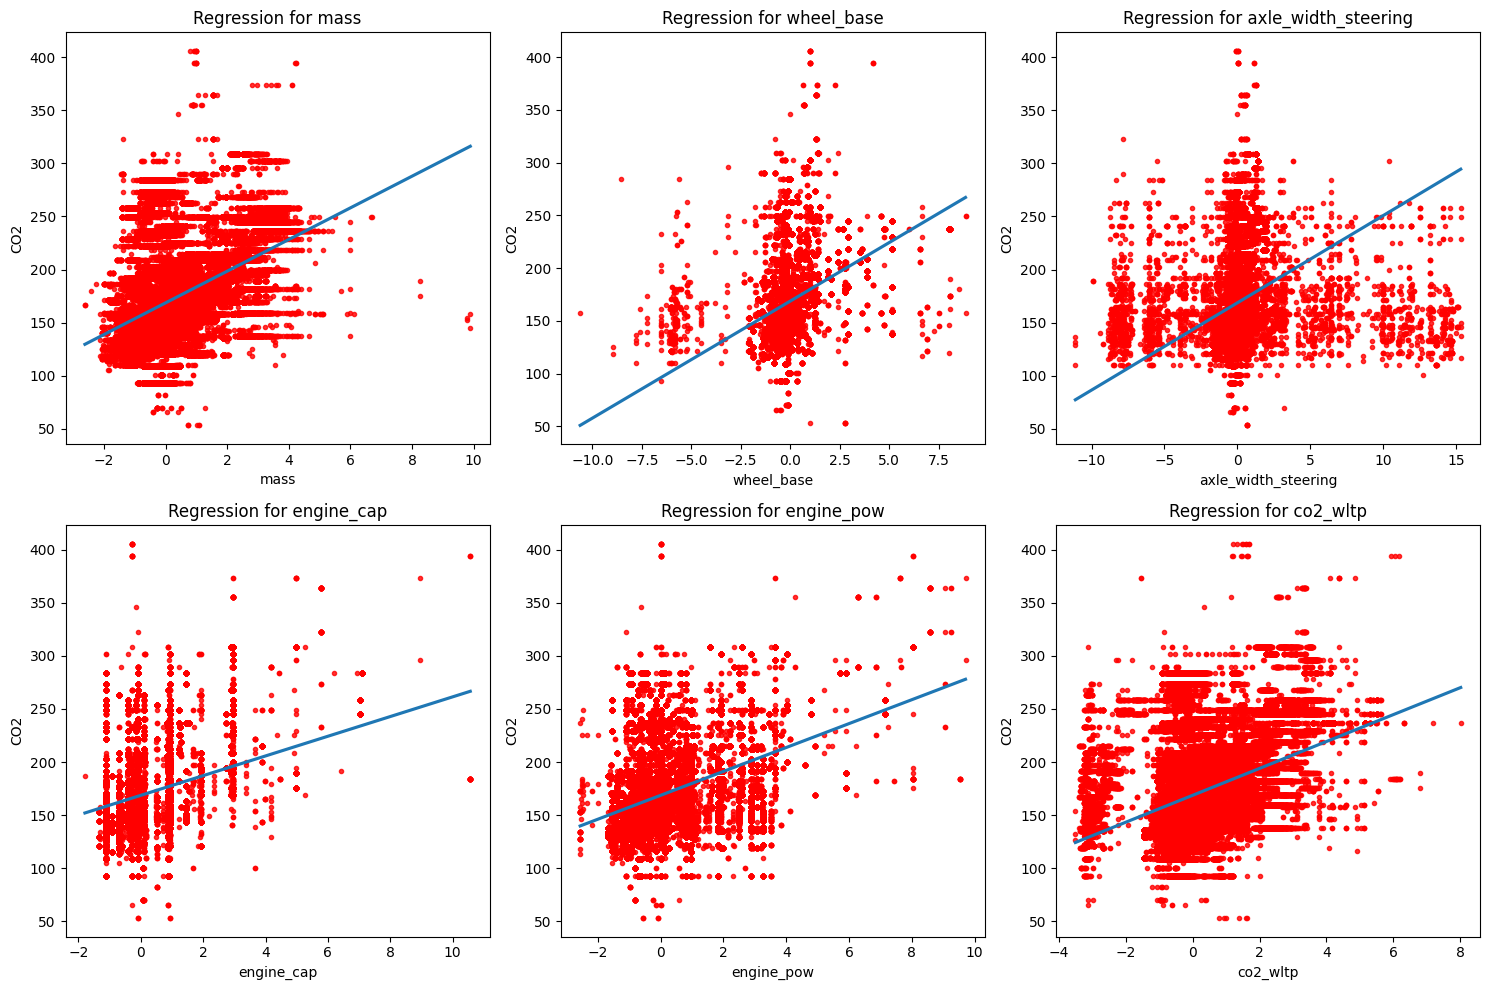 Regression for mass
CO2
400
350
300
250
200
150
100
50
−2 0 2 4 6 8 10
mass
Regression for wheel_base
CO2
400
350
300
250
200
150
100
50
−10.0 −7.5 −5.0 −2.5 0.0 2.5 5.0 7.5
wheel_base
Regression for axle_width_steering
CO2
400
350
300
250
200
150
100
50
−10 −5 0 5 10 15
axle_width_steering
Regression for engine_cap
CO2
400
350
300
250
200
150
100
50
−2 0 2 4 6 8 10
engine_cap
Regression for engine_pow
CO2
400
350
300
250
200
150
100
50
−2 0 2 4 6 8 10
engine_pow
Regression for co2_wltp
CO2
400
350
300
250
200
150
100
50
−4 −2 0 2 4 6 8
co2_wltp